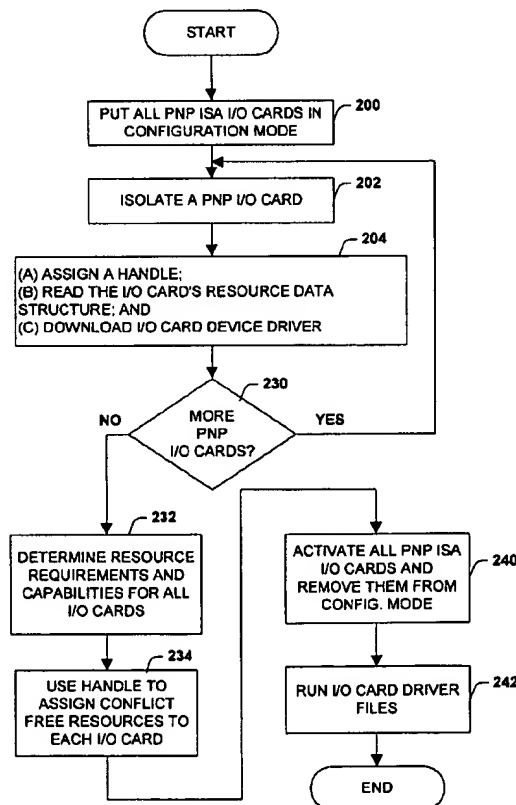 START
PUT ALL PNP ISA I/O CARDS IN
CONFIGURATION MODE
200
ISOLATE A PNP I/O CARD
202
204
(A) ASSIGN A HANDLE;
(B) READ THE I/O CARD'S RESOURCE DATA
STRUCTURE; AND
(C) DOWNLOAD I/O CARD DEVICE DRIVER
230
NO
MORE
PNP
I/O CARDS?
YES
232
DETERMINE RESOURCE
REQUIREMENTS AND
CAPABILITIES FOR ALL
I/O CARDS
234
USE HANDLE TO
ASSIGN CONFLICT
FREE RESOURCES TO
EACH I/O CARD
ACTIVATE ALL PNP ISA
I/O CARDS AND
REMOVE THEM FROM
CONFIG. MODE
240
RUN I/O CARD DRIVER
FILES
242
END